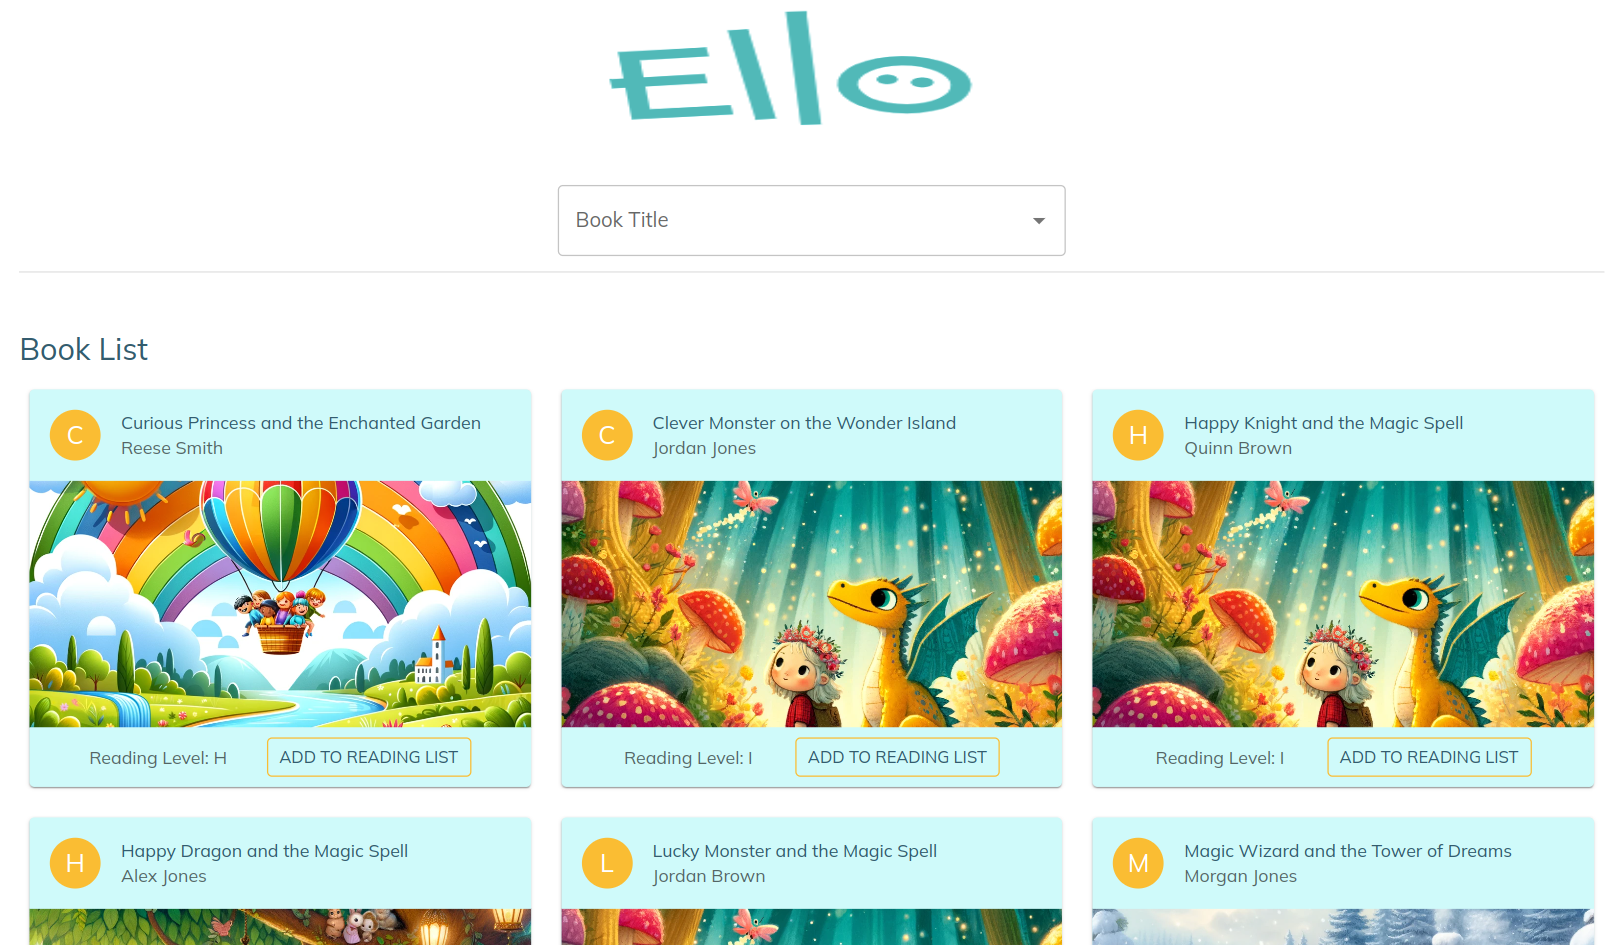 Ello
Book Title
Book List
C
Curious Princess and the Enchanted Garden
Reese Smith
Reading Level: H
ADD TO READING LIST
C
Clever Monster on the Wonder Island
Jordan Jones
Reading Level: I
ADD TO READING LIST
H
Happy Knight and the Magic Spell
Quinn Brown
Reading Level: I
ADD TO READING LIST
H
Happy Dragon and the Magic Spell
Alex Jones
L
Lucky Monster and the Magic Spell
Jordan Brown
M
Magic Wizard and the Tower of Dreams
Morgan Jones